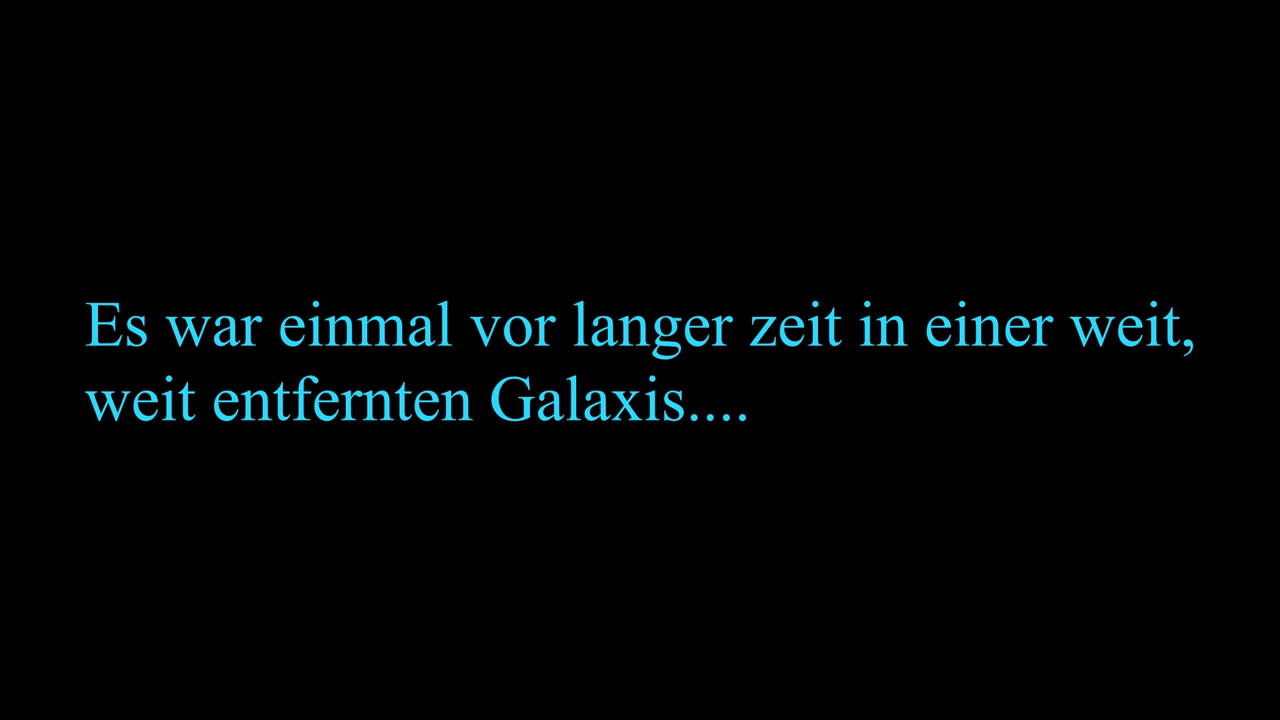 Es war einmal vor langer zeit in einer weit,
weit entfernten Galaxis....